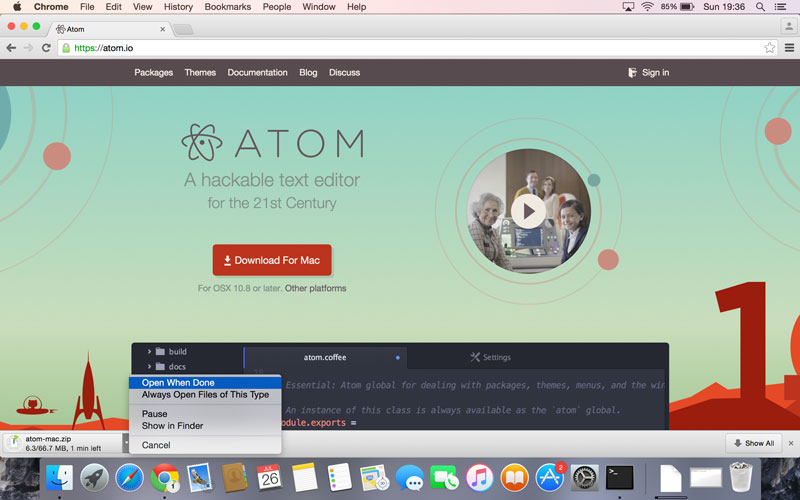 Chrome File Edit View History Bookmarks People Window Help 85% Sun 19:36
Atom
https://atom.io
Packages Themes Documentation Blog Discuss Sign in
ATOM
A hackable text editor
for the 21st Century
Download For Mac
For OSX 10.8 or later. Other platforms
1
build
docs
atom.coffee
Settings
Essential: Atom global for dealing with packages, themes, menus, and the win
An instance of this class is always available as the `atom` global.
odule.exports =
Open When Done
Always Open Files of This Type
Pause
Show in Finder
Cancel
atom-mac.zip
6.3/66.7 MB, 1 min left
Show All
1
JUL
26
2